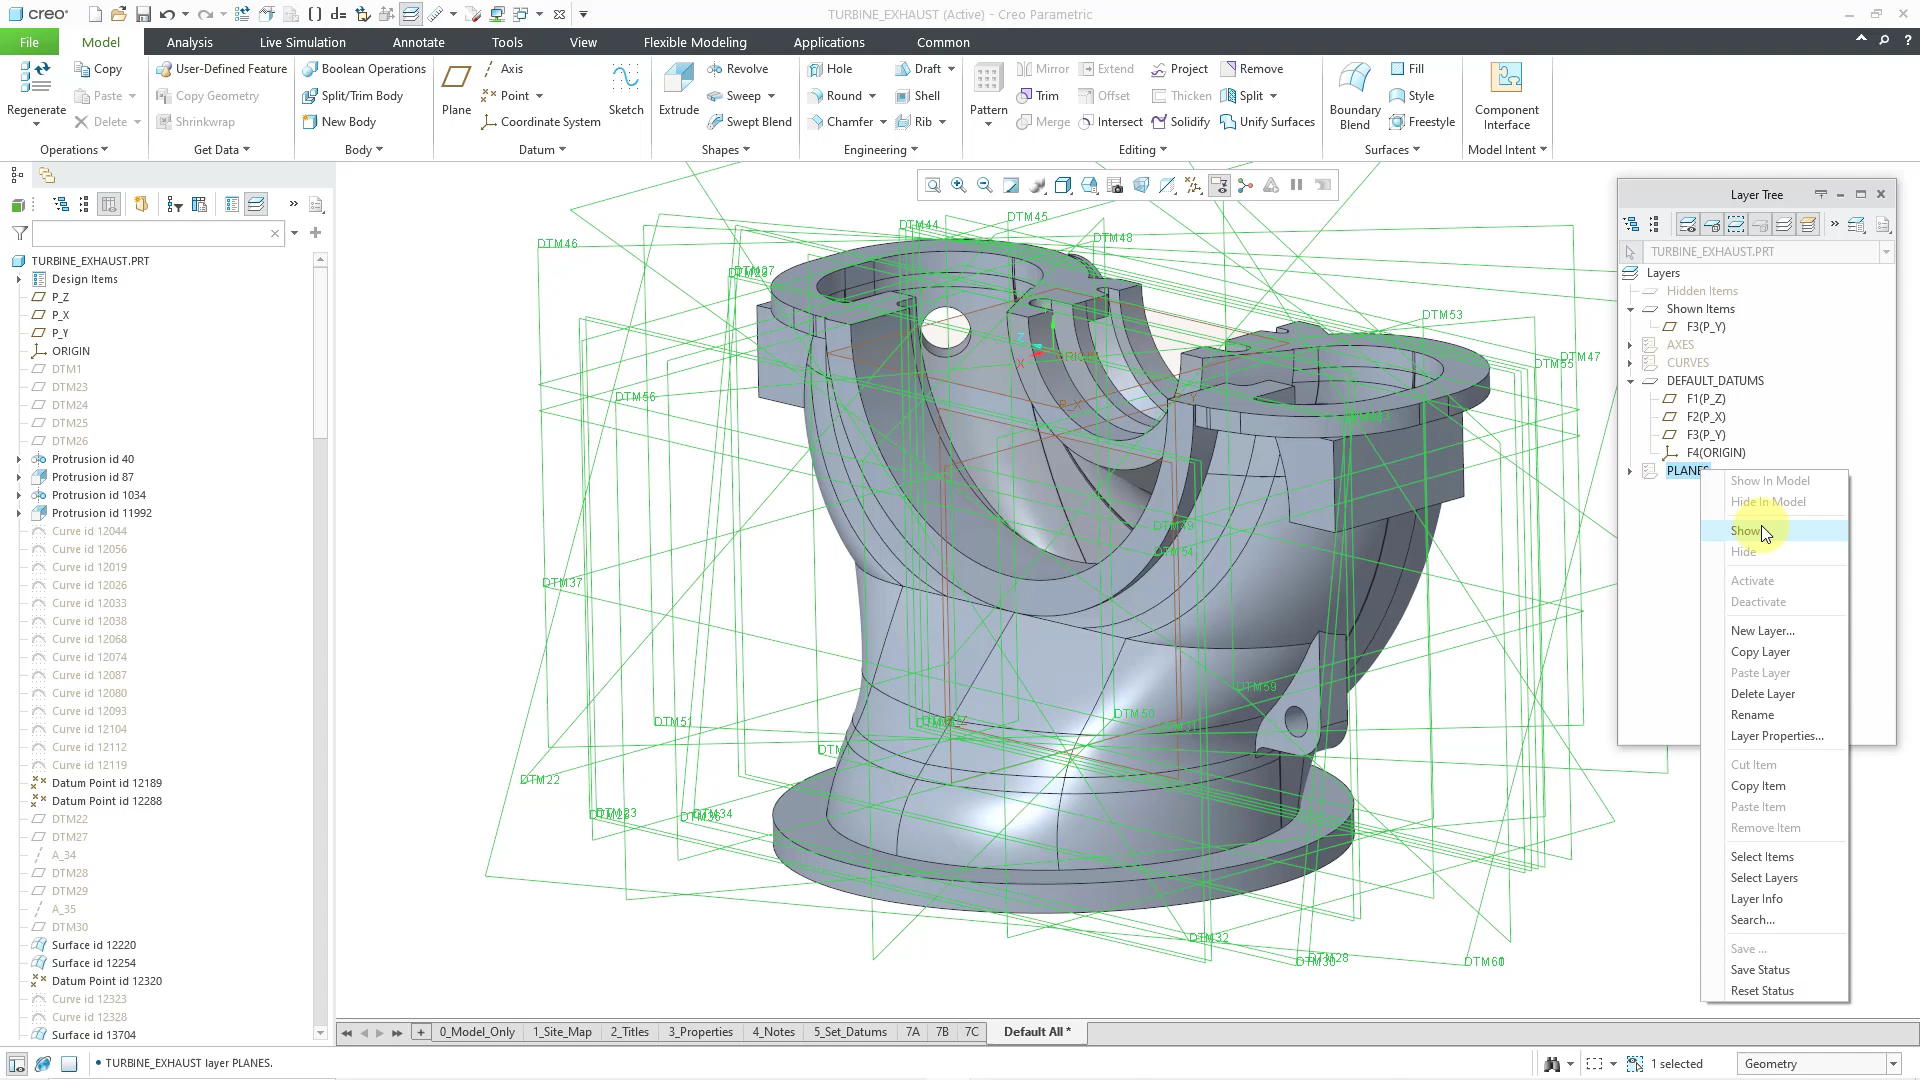 creo
TURBINE_EXHAUST (Active) - Creo Parametric
File
Model
Analysis
Live Simulation
Annotate
Tools
View
Flexible Modeling
Applications
Common
Regenerate
Copy
Paste
Delete
Operations
User-Defined Feature
Copy Geometry
Shrinkwrap
Get Data
Boolean Operations
Split/Trim Body
New Body
Body
Plane
Axis
Point
Coordinate System
Sketch
Datum
Extrude
Revolve
Sweep
Swept Blend
Shapes
Hole
Round
Chamfer
Draft
Shell
Rib
Engineering
Pattern
Mirror
Trim
Merge
Extend
Offset
Intersect
Project
Thicken
Solidify
Remove
Split
Unify Surfaces
Editing
Boundary
Blend
Fill
Style
Freestyle
Surfaces
Component
Interface
Model Intent
TURBINE_EXHAUST.PRT
Design Items
P_Z
P_X
P_Y
ORIGIN
DTM1
DTM23
DTM24
DTM25
DTM26
Protrusion id 40
Protrusion id 87
Protrusion id 1034
Protrusion id 11992
Curve id 12044
Curve id 12056
Curve id 12019
Curve id 12026
Curve id 12033
Curve id 12038
Curve id 12068
Curve id 12074
Curve id 12087
Curve id 12080
Curve id 12093
Curve id 12104
Curve id 12112
Curve id 12119
Datum Point id 12189
Datum Point id 12288
DTM22
DTM27
A_34
DTM28
DTM29
A_35
DTM30
Surface id 12220
Surface id 12254
Datum Point id 12320
Curve id 12323
Curve id 12328
Surface id 13704
DTM45
DTM44
DTM48
DTM46
DTM53
DTM47
DTM55
DTM56
DTM54
DTM37
DTM59
DTM50
DTM51
DTM22
DTM34
DTM32
DTM28
Layer Tree
TURBINE_EXHAUST.PRT
Layers
Hidden Items
Shown Items
F3(P_Y)
AXES
CURVES
DEFAULT_DATUMS
F1(P_Z)
F2(P_X)
F3(P_Y)
F4(ORIGIN)
PLANES
Show In Model
Hide In Model
Show
Hide
Activate
Deactivate
New Layer...
Copy Layer
Paste Layer
Delete Layer
Rename
Layer Properties...
Cut Item
Copy Item
Paste Item
Remove Item
Select Items
Select Layers
Layer Info
Search...
Save ...
Save Status
Reset Status
0_Model_Only
1_Site_Map
2_Titles
3_Properties
4_Notes
5_Set_Datums
7A
7B
7C
Default All *
• TURBINE_EXHAUST layer PLANES.
1 selected
Geometry